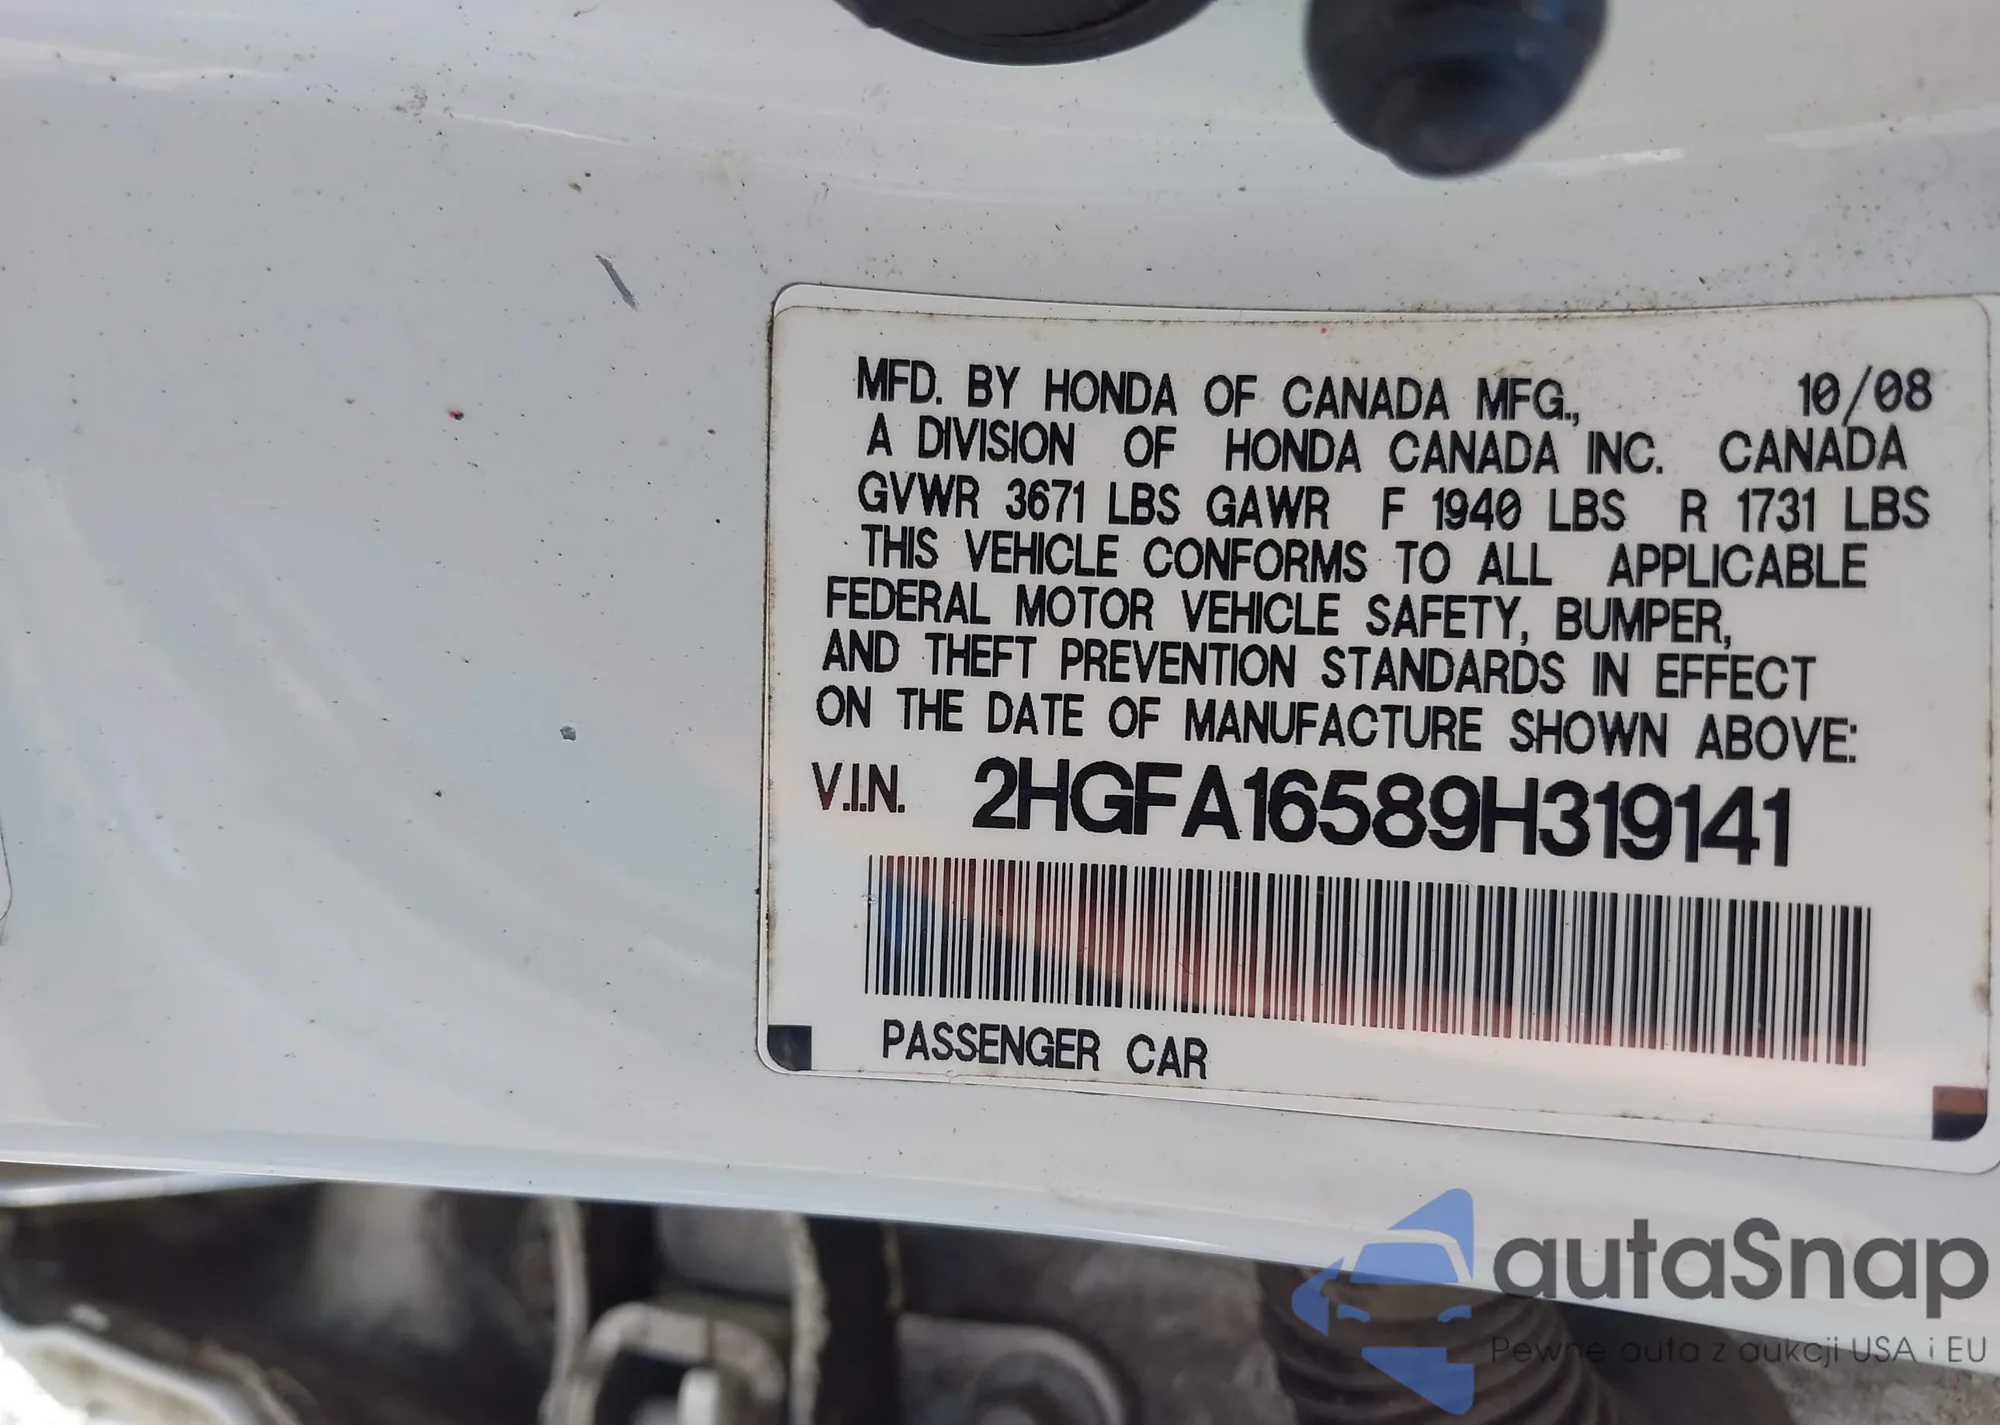 MFD. BY HONDA OF CANADA MFG., 10/08
A DIVISION OF HONDA CANADA INC. CANADA
GVWR 3671 LBS GAWR F 1940 LBS R 1731 LBS
THIS VEHICLE CONFORMS TO ALL APPLICABLE
FEDERAL MOTOR VEHICLE SAFETY, BUMPER,
AND THEFT PREVENTION STANDARDS IN EFFECT
ON THE DATE OF MANUFACTURE SHOWN ABOVE:
V.I.N. 2HGFA16589H319141
PASSENGER CAR
autaSnap
Pewne auta z aukcji USA i EU